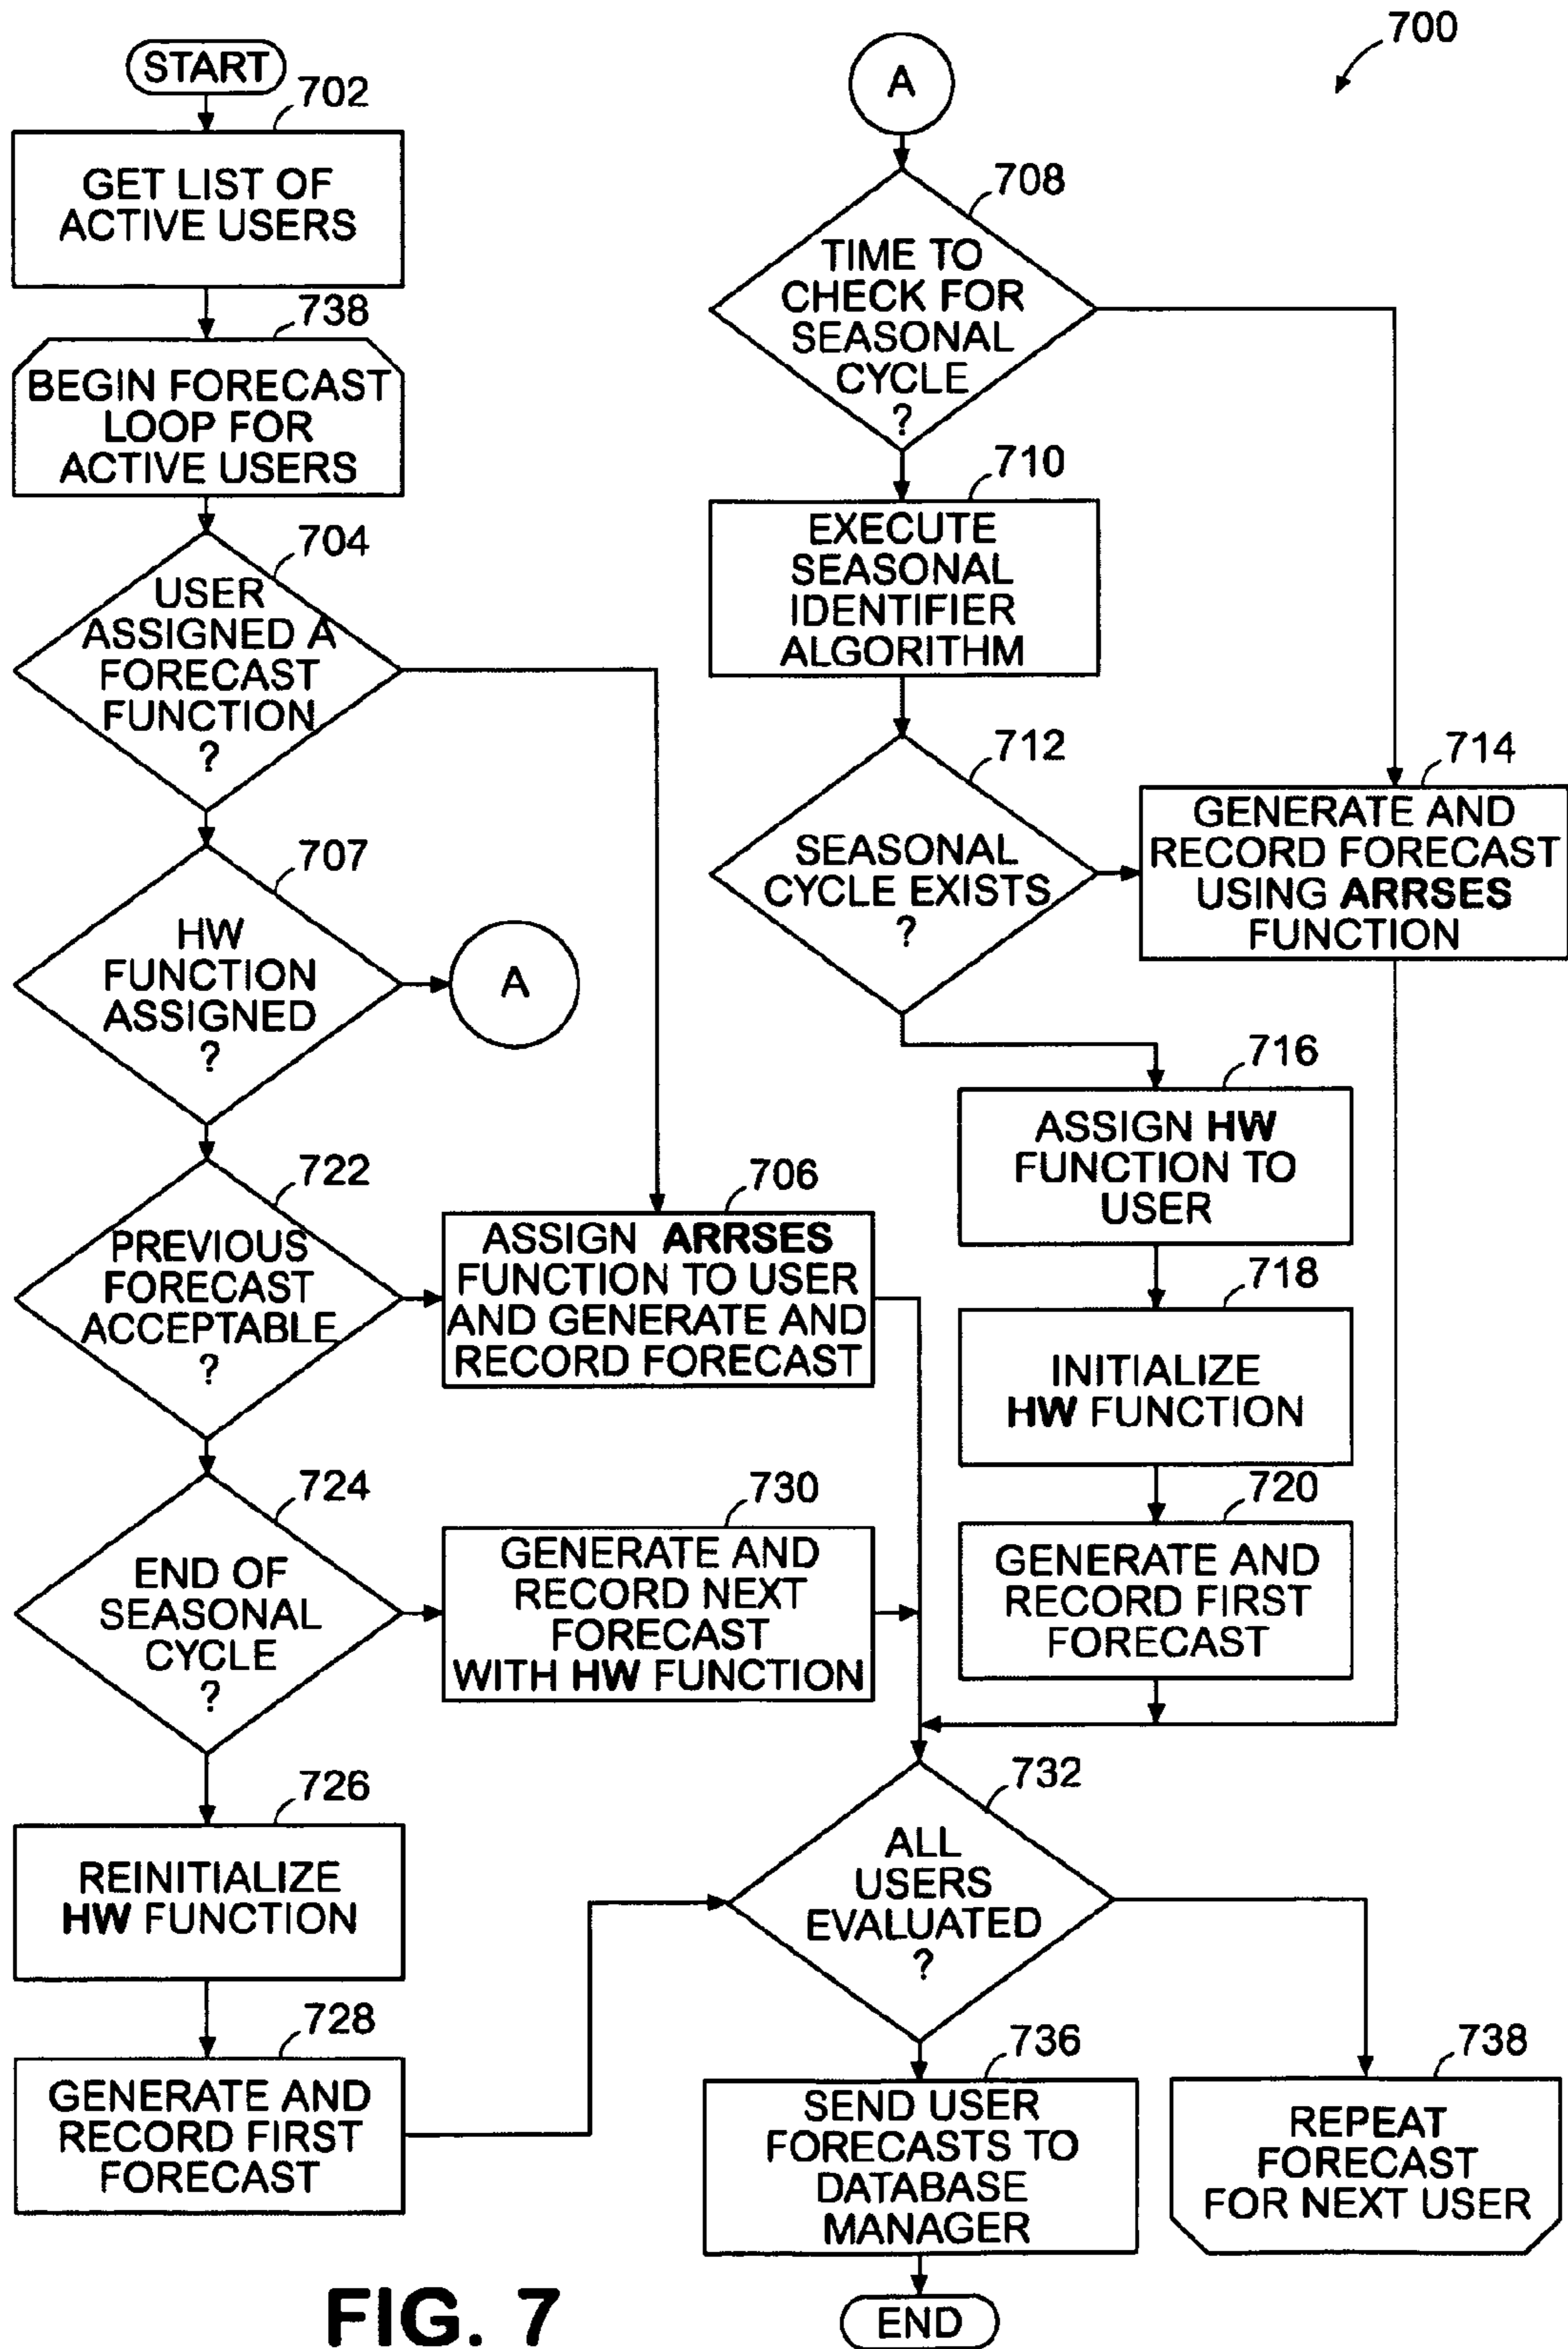 700
START
702
GET LIST OF
ACTIVE USERS
738
BEGIN FORECAST
LOOP FOR
ACTIVE USERS
704
USER
ASSIGNED A
FORECAST
FUNCTION
?
707
HW
FUNCTION
ASSIGNED
?
A
722
PREVIOUS
FORECAST
ACCEPTABLE
?
706
ASSIGN ARRSES
FUNCTION TO USER
AND GENERATE AND
RECORD FORECAST
724
END OF
SEASONAL
CYCLE
?
730
GENERATE AND
RECORD NEXT
FORECAST
WITH HW FUNCTION
726
REINITIALIZE
HW FUNCTION
728
GENERATE AND
RECORD FIRST
FORECAST
A
708
TIME TO
CHECK FOR
SEASONAL
CYCLE
?
710
EXECUTE
SEASONAL
IDENTIFIER
ALGORITHM
712
SEASONAL
CYCLE EXISTS
?
714
GENERATE AND
RECORD FORECAST
USING ARRSES
FUNCTION
716
ASSIGN HW
FUNCTION TO
USER
718
INITIALIZE
HW FUNCTION
720
GENERATE AND
RECORD FIRST
FORECAST
732
ALL
USERS
EVALUATED
?
736
SEND USER
FORECASTS TO
DATABASE
MANAGER
738
REPEAT
FORECAST
FOR NEXT USER
END
FIG. 7